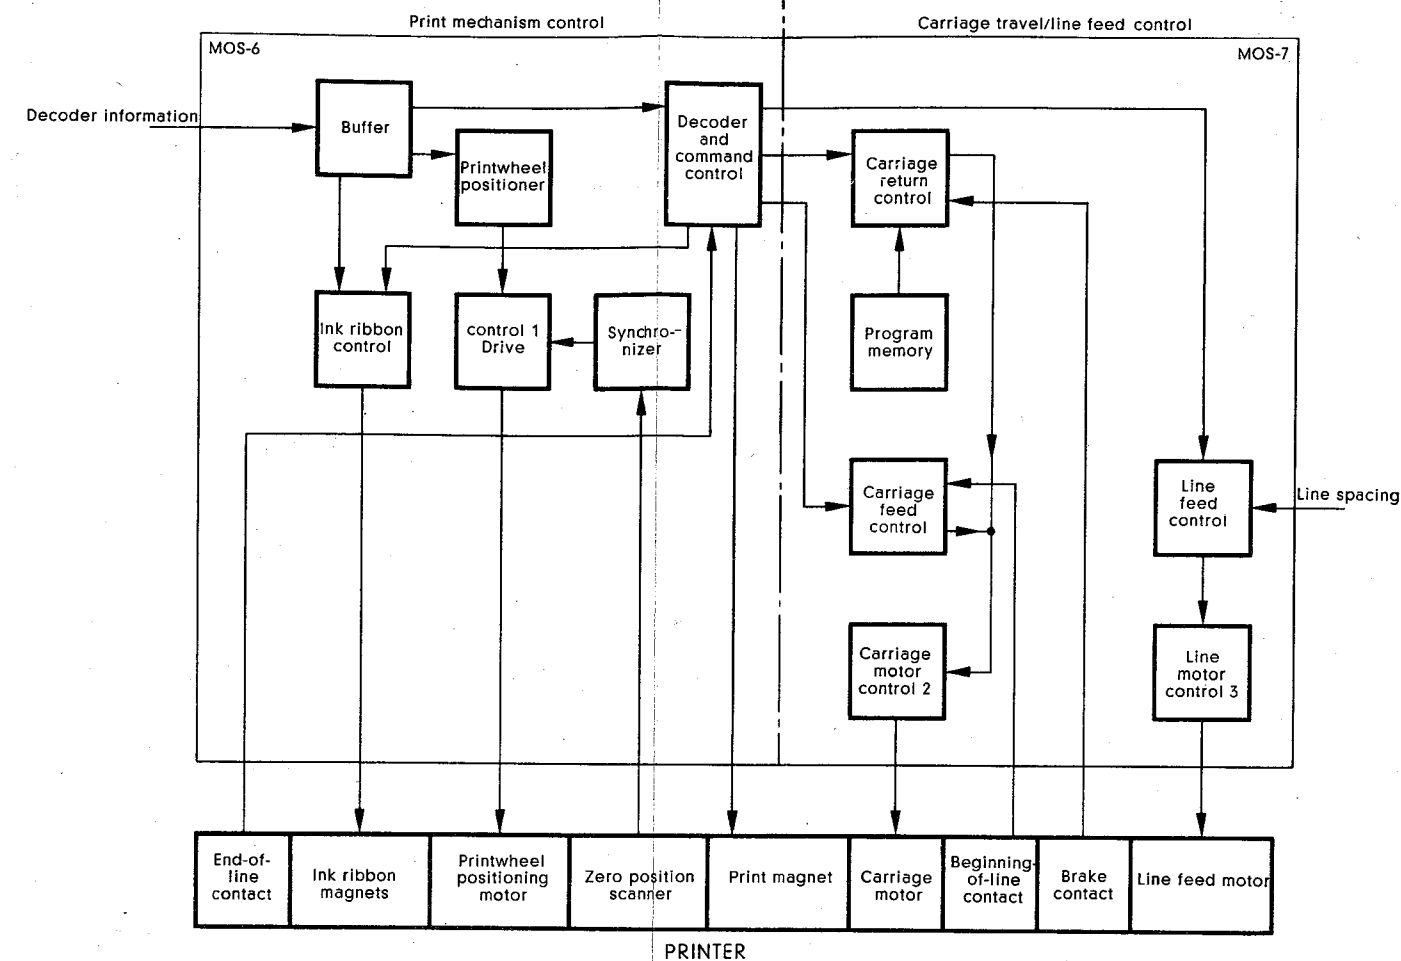 Print mechanism control
Carriage travel/line feed control
MOS-6
MOS-7
Decoder information
Buffer
Printwheel
positioner
Decoder
and
command
control
Carriage
return
control
Ink ribbon
control
control 1
Drive
Synchro-
nizer
Program
memory
Carriage
feed
control
Line
feed
control
Line spacing
Carriage
motor
control 2
Line
motor
control 3
End-of-
line
contact
Ink ribbon
magnets
Printwheel
positioning
motor
Zero position
scanner
Print magnet
Carriage
motor
Beginning-
of-line
contact
Brake
contact
Line feed motor
PRINTER